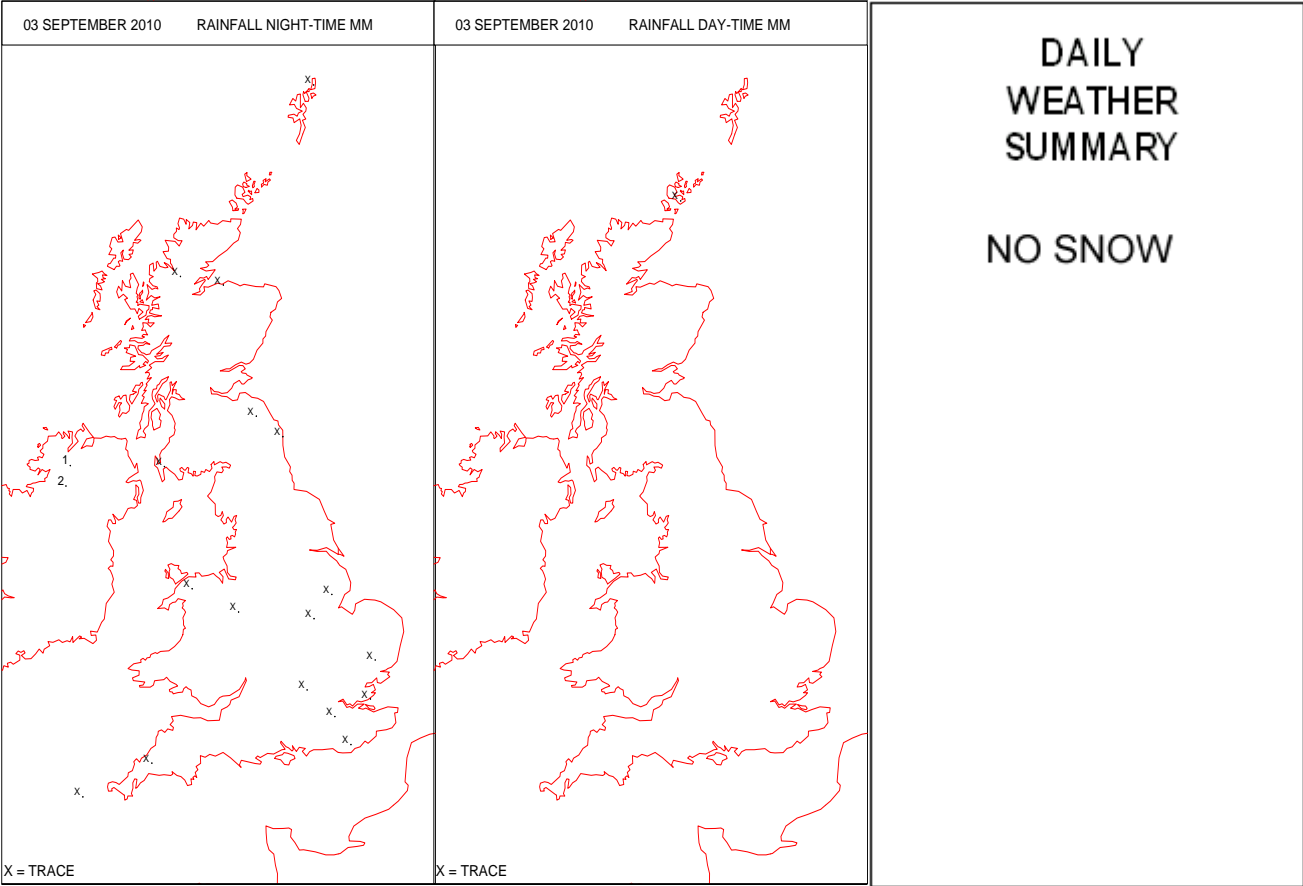 03 SEPTEMBER 2010 RAINFALL NIGHT-TIME MM
X
X
X
X
X
1
X
2
X
X
X
X
X
X
X
X
X
X
X
X = TRACE
03 SEPTEMBER 2010 RAINFALL DAY-TIME MM
X
X = TRACE
DAILY
WEATHER
SUMMARY
NO SNOW